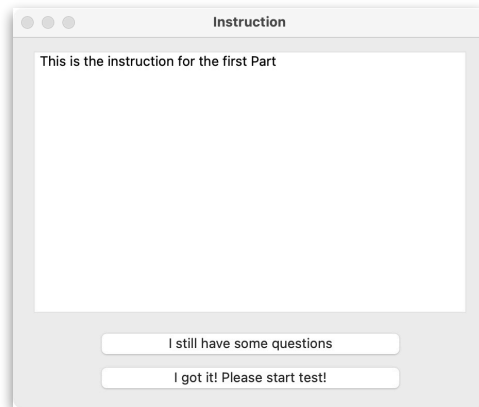 Instruction
This is the instruction for the first Part
I still have some questions
I got it! Please start test!